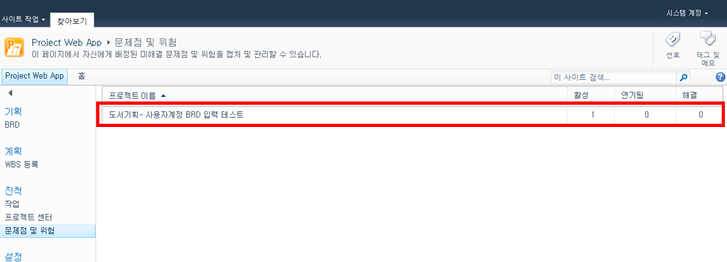 사이트 작업
찾아보기
시스템 계정
Project Web App ▸ 문제점 및 위험
이 페이지에서 자신에게 배정된 미해결 문제점 및 위험을 캡처 및 관리할 수 있습니다.
선호
태그 및
메모
Project Web App 홈
이 사이트 검색...
프로젝트 이름 활성 연기됨 해결
도서기획- 사용자계정 BRD 입력 테스트 1 0 0
기획
BRD
계획
WBS 등록
진척
작업
프로젝트 센터
문제점 및 위험
설정